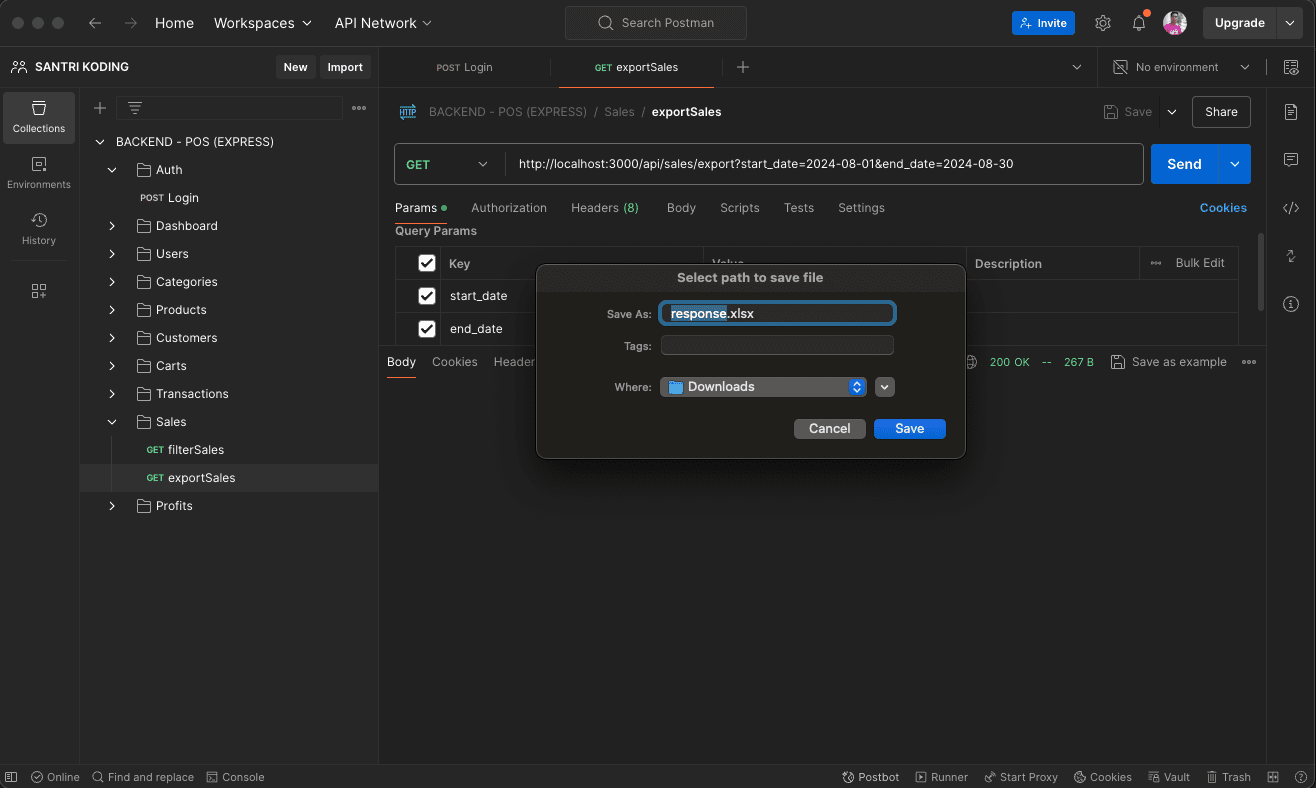 Home Workspaces API Network Search Postman Invite Upgrade
SANTRI KODING New Import POST Login GET exportSales No environment
Collections
Environments
History
BACKEND - POS (EXPRESS)
Auth
POST Login
Dashboard
Users
Categories
Products
Customers
Carts
Transactions
Sales
GET filterSales
GET exportSales
Profits
HTTP BACKEND - POS (EXPRESS) / Sales / exportSales Save Share
GET http://localhost:3000/api/sales/export?start_date=2024-08-01&end_date=2024-08-30 Send
Params Authorization Headers (8) Body Scripts Tests Settings Cookies
Query Params
Key Value Description Bulk Edit
start_date
end_date
Body Cookies Header 200 OK -- 267 B Save as example
Select path to save file
Save As: response.xlsx
Tags:
Where: Downloads
Cancel Save
Online Find and replace Console Postbot Runner Start Proxy Cookies Vault Trash